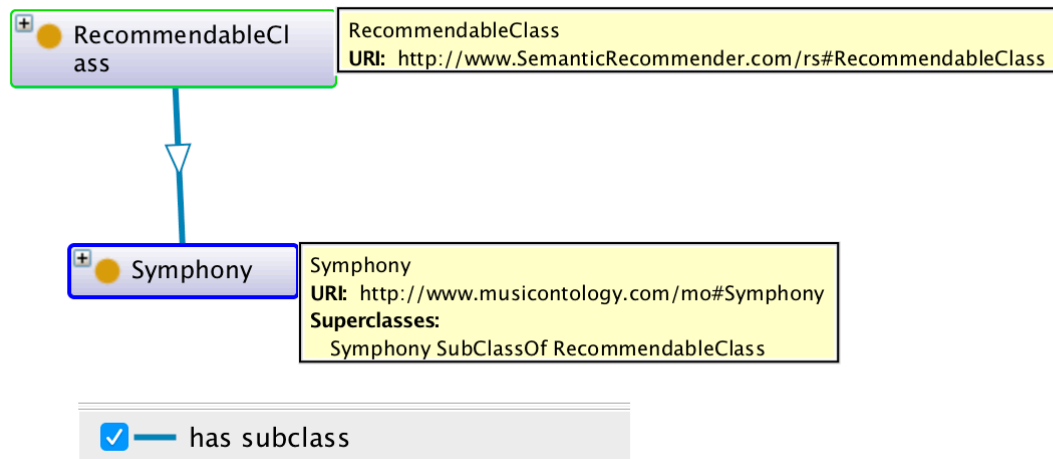 RecommendableCl
ass
RecommendableClass
URI: http://www.SemanticRecommender.com/rs#RecommendableClass
Symphony
Symphony
URI: http://www.musicontology.com/mo#Symphony
Superclasses:
Symphony SubClassOf RecommendableClass
has subclass